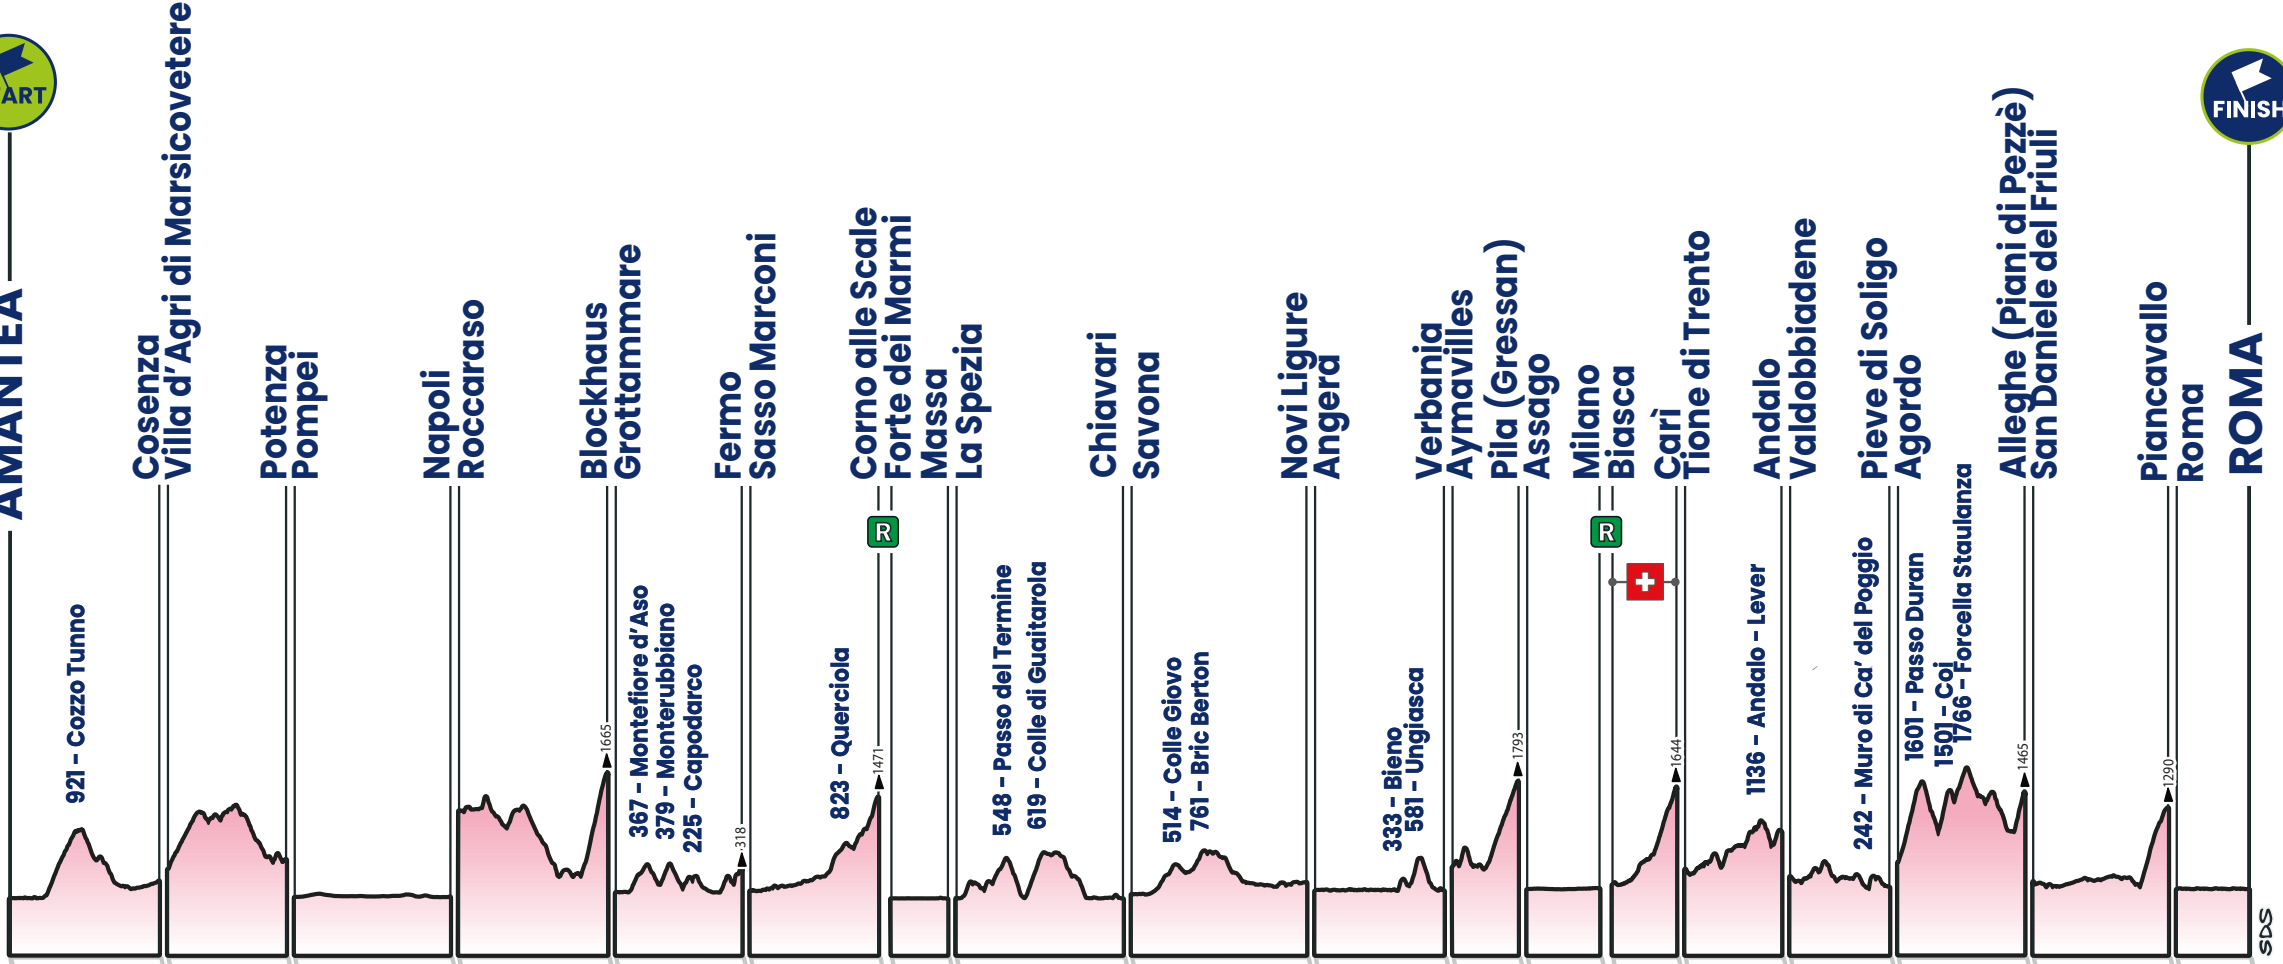 ART
AMANTEA
921 – Cozzo Tunno
Cosenza
Villa d'Agri di Marsicovetere
Potenza
Pompei
Napoli
Roccaraso
Blockhaus
1665
Grottammare
367 – Montefiore d'Aso
379 – Monterubbiano
225 – Capodarco
Fermo
318
Sasso Marconi
823 – Querciola
Corno alle Scale
1471
R
Forte dei Marmi
Massa
La Spezia
548 – Passo del Termine
619 – Colle di Guaitarola
Chiavari
Savona
514 – Colle Giovo
761 – Bric Berton
Novi Ligure
Angera
333 – Bieno
581 – Ungiasca
Verbania
Aymavilles
Pila (Gressan)
1793
Assago
Milano
R
Biasca
Carì
1644
Tione di Trento
1136 – Andalo – Lever
Andalo
Valdobbiadene
242 – Muro di Ca' del Poggio
Pieve di Soligo
Agordo
1601 – Passo Duran
1501 – Coi
1766 – Forcella Staulanza
Alleghe (Piani di Pezzè)
1465
San Daniele del Friuli
Piancavallo
1290
Roma
ROMA
FINISH
SDS